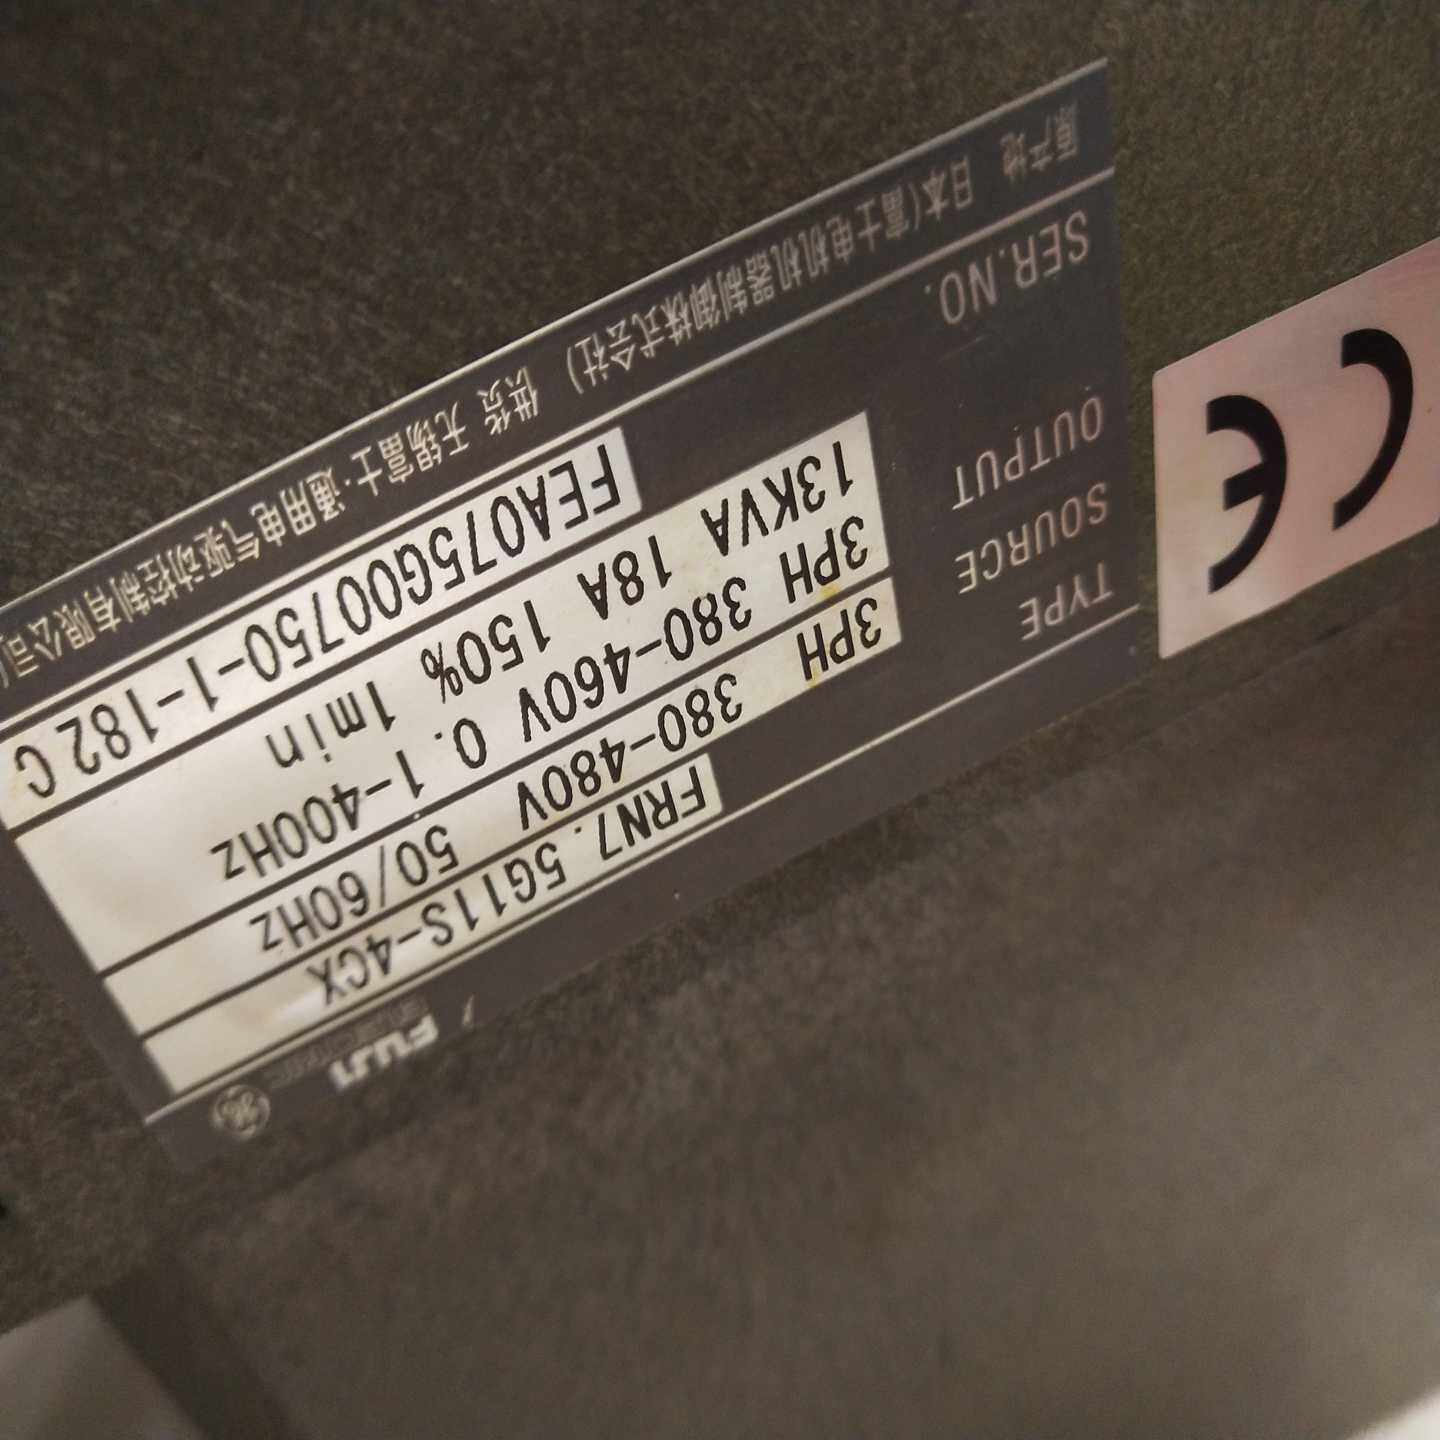 FUJI
TYPE FRN7.5G11S-4CX
SOURCE 3PH 380-480V 50/60Hz
OUTPUT 3PH 380-460V 0.1-400Hz
13KVA 18A 150% 1min
SER.NO. FEA075G00750-1-182 C
原产地 日本(富士电机机器制御株式会社) 供货 无锡富士·通用电气驱动控制有限公司
CE